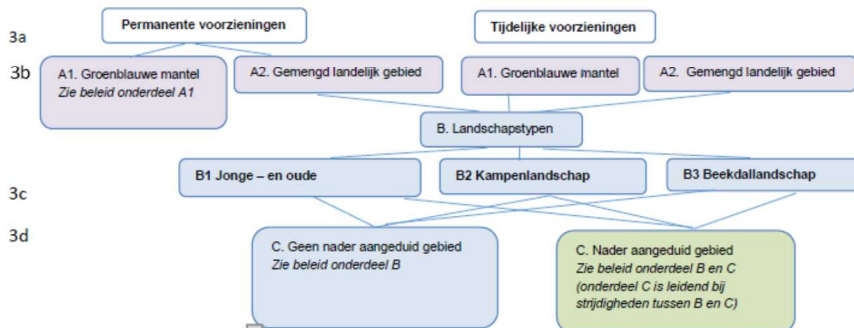 Permanente voorzieningen
Tijdelijke voorzieningen
3a
3b
A1. Groenblauwe mantel
Zie beleid onderdeel A1
A2. Gemengd landelijk gebied
A1. Groenblauwe mantel
A2. Gemengd landelijk gebied
B. Landschapstypen
B1 Jonge – en oude
B2 Kampenlandschap
B3 Beekdallandschap
3c
3d
C. Geen nader aangeduid gebied
Zie beleid onderdeel B
C. Nader aangeduid gebied
Zie beleid onderdeel B en C
(onderdeel C is leidend bij
strijdigheden tussen B en C)